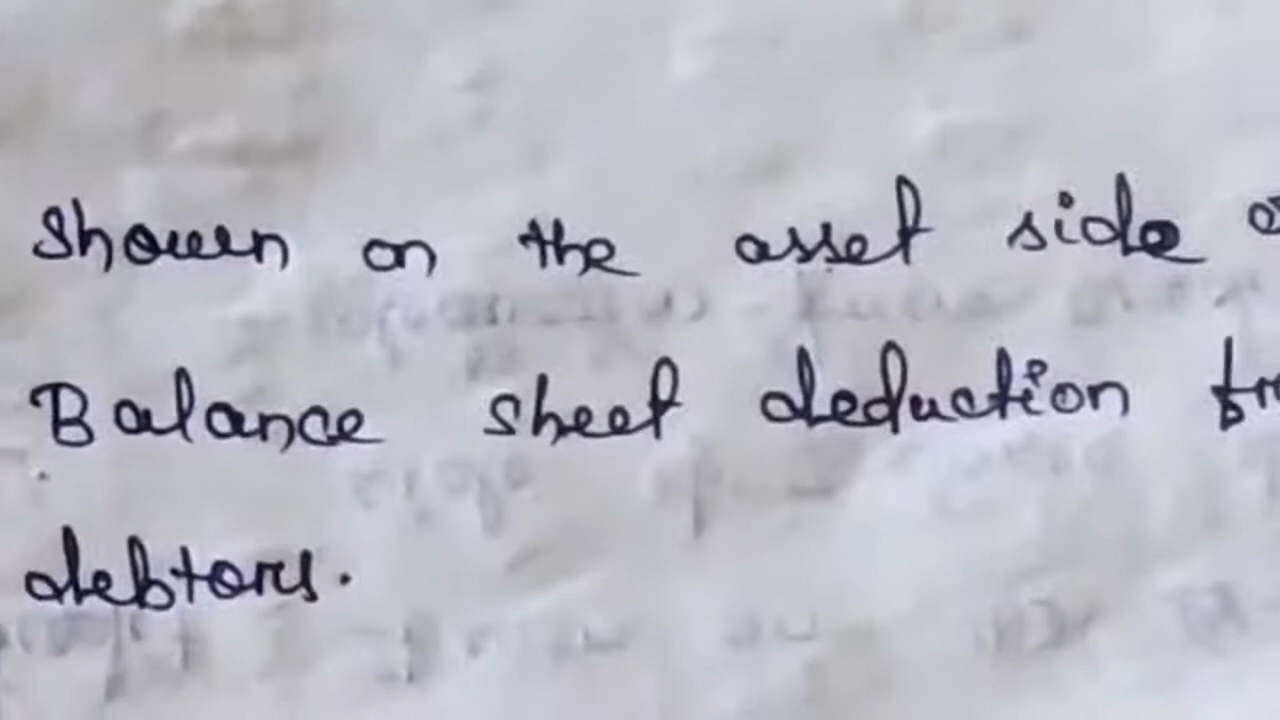 Shown on the asset side
Balance sheet deduction
debtors.